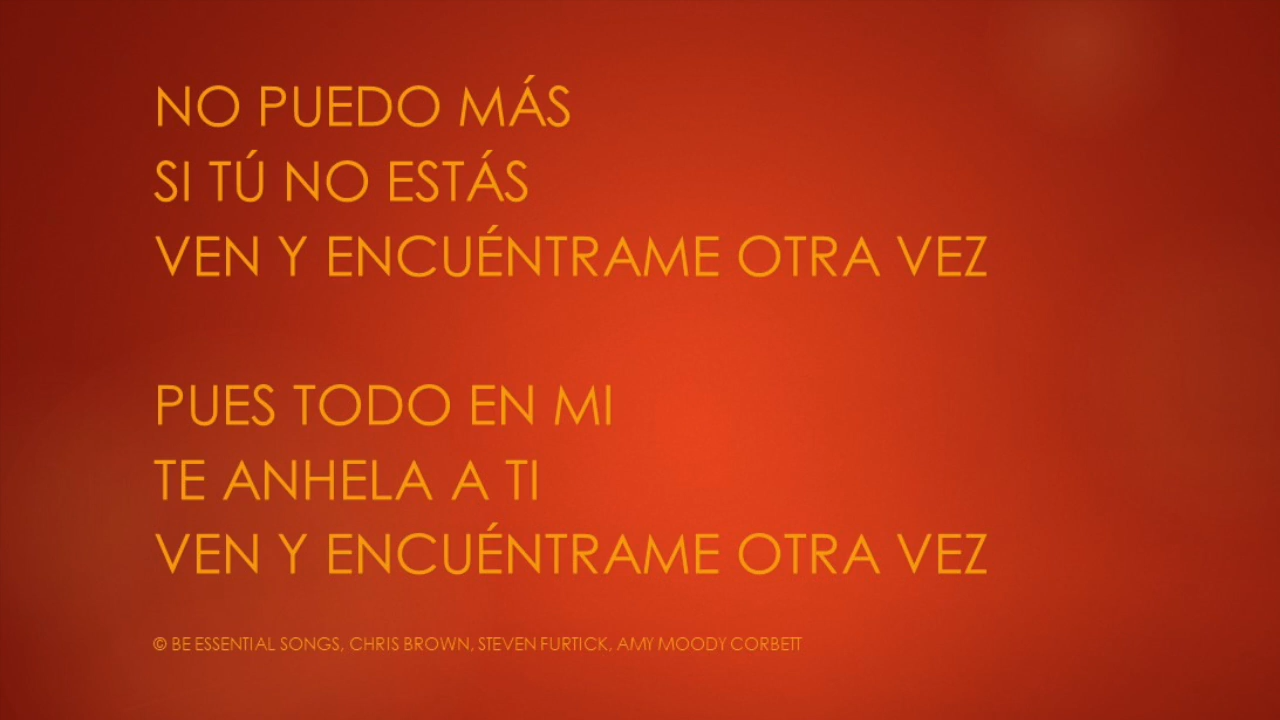 NO PUEDO MÁS
SI TÚ NO ESTÁS
VEN Y ENCUÉNTRAME OTRA VEZ
PUES TODO EN MI
TE ANHELA A TI
VEN Y ENCUÉNTRAME OTRA VEZ
© BE ESSENTIAL SONGS, CHRIS BROWN, STEVEN FURTICK, AMY MOODY CORBETT